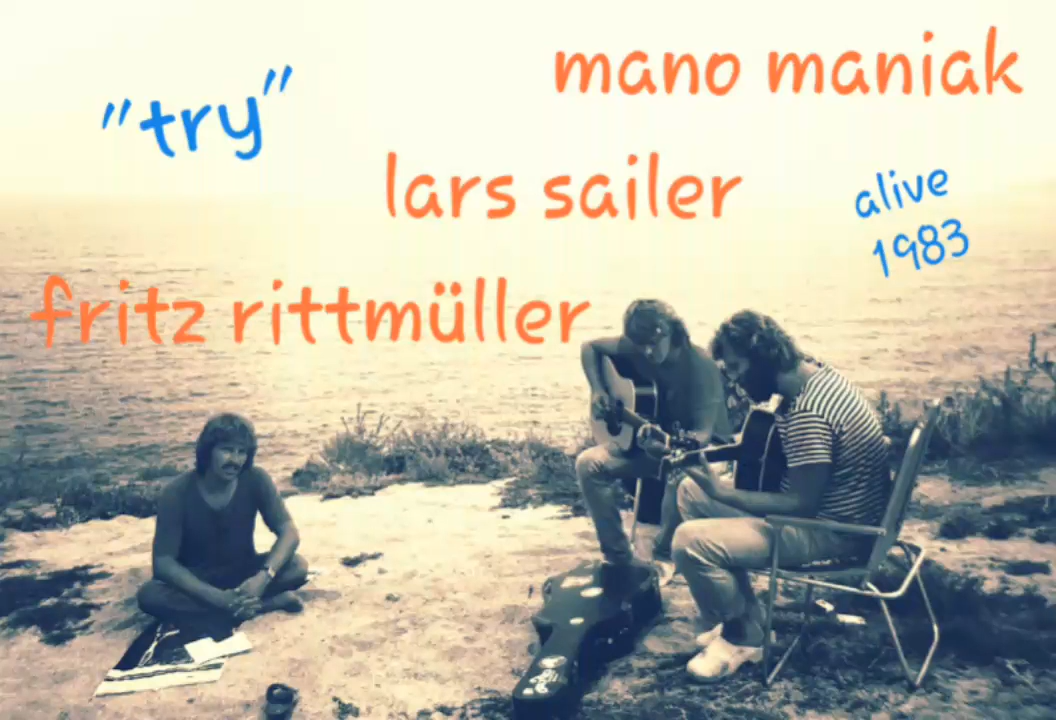 mano maniak
"try"
lars sailer
alive
1983
fritz rittmüller